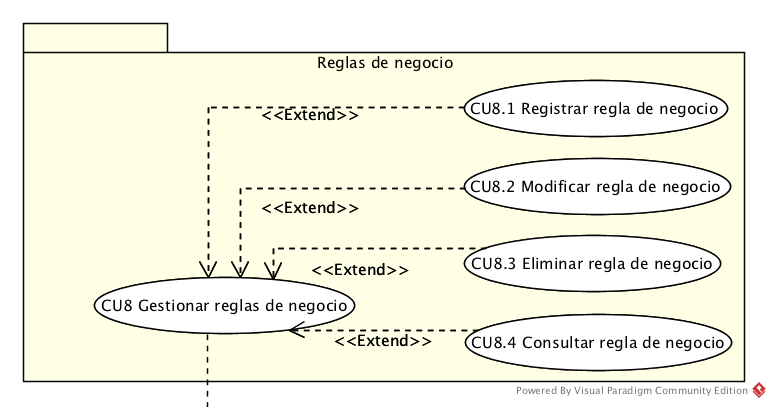 Reglas de negocio
CU8.1 Registrar regla de negocio
<<Extend>>
CU8.2 Modificar regla de negocio
<<Extend>>
CU8.3 Eliminar regla de negocio
<<Extend>>
CU8 Gestionar reglas de negocio
CU8.4 Consultar regla de negocio
<<Extend>>
Powered By Visual Paradigm Community Edition